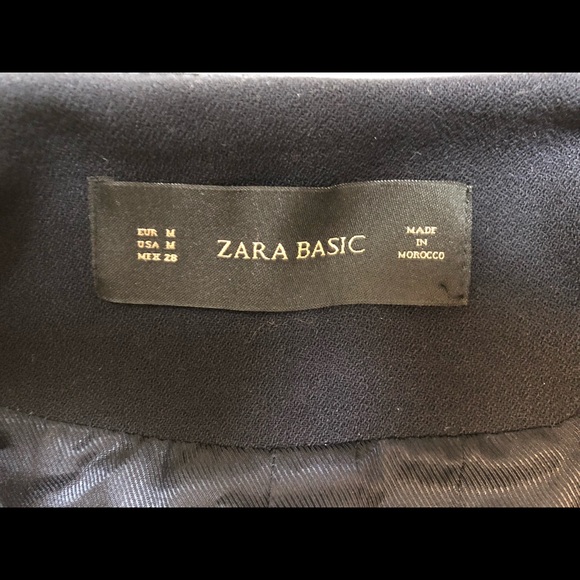 EUR M
USA M
MEX 28
ZARA BASIC
MADE
IN
MOROCCO